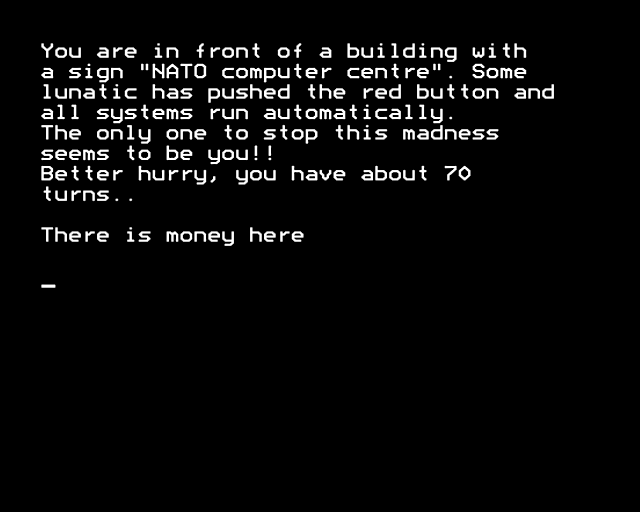 You are in front of a building with
a sign "NATO computer centre". Some
lunatic has pushed the red button and
all systems run automatically.
The only one to stop this madness
seems to be you!!
Better hurry, you have about 70
turns..
There is money here
_